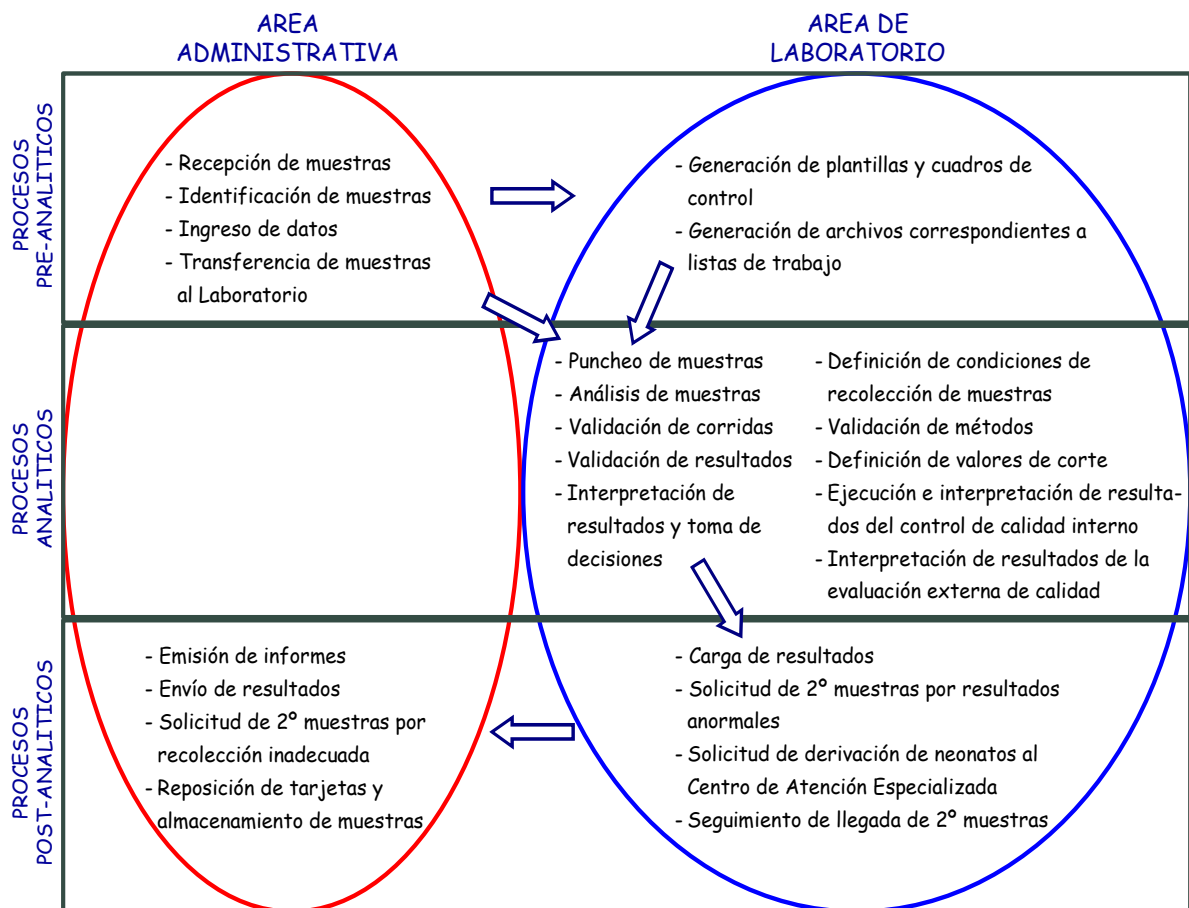 AREA
ADMINISTRATIVA
AREA DE
LABORATORIO
PROCESOS
PRE-ANALITICOS
- Recepción de muestras
- Identificación de muestras
- Ingreso de datos
- Transferencia de muestras
al Laboratorio
- Generación de plantillas y cuadros de
control
- Generación de archivos correspondientes a
listas de trabajo
PROCESOS
ANALITICOS
- Puncheo de muestras
- Análisis de muestras
- Validación de corridas
- Validación de resultados
- Interpretación de
resultados y toma de
decisiones
- Definición de condiciones de
recolección de muestras
- Validación de métodos
- Definición de valores de corte
- Ejecución e interpretación de resulta-
dos del control de calidad interno
- Interpretación de resultados de la
evaluación externa de calidad
PROCESOS
POST-ANALITICOS
- Emisión de informes
- Envío de resultados
- Solicitud de 2º muestras por
recolección inadecuada
- Reposición de tarjetas y
almacenamiento de muestras
- Carga de resultados
- Solicitud de 2º muestras por resultados
anormales
- Solicitud de derivación de neonatos al
Centro de Atención Especializada
- Seguimiento de llegada de 2º muestras